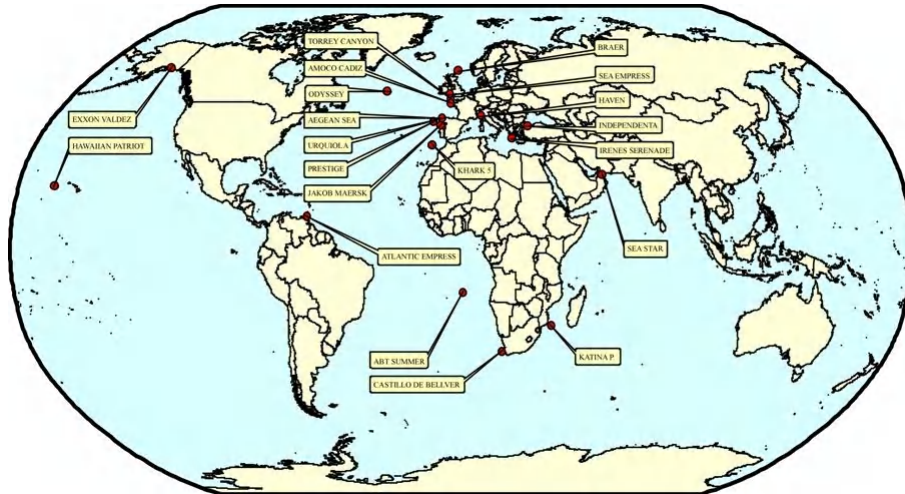 TORREY CANYON
BRAER
AMOCO CADIZ
SEA EMPRESS
ODYSSEY
HAVEN
EXXON VALDEZ
AEGEAN SEA
INDEPENDENTA
URQUIOLA
IRENES SERENADE
HAWAIIAN PATRIOT
PRESTIGE
KHARK 5
JAKOB MAERSK
SEA STAR
ATLANTIC EMPRESS
ABT SUMMER
KATINA P.
CASTILLO DE BELLVER